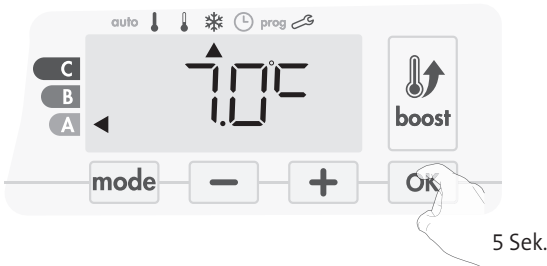 auto prog
C
B
A
7.0°C
boost
mode − + OK
5 Sek.